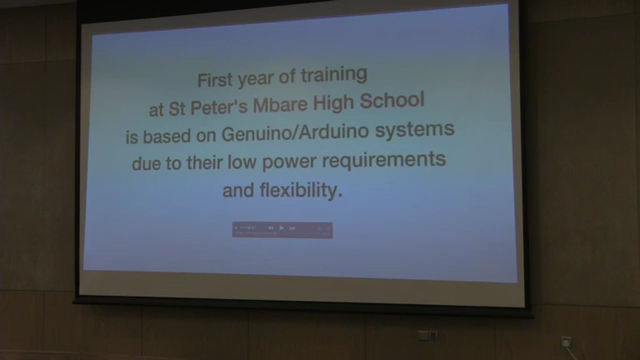 First year of training
at St Peter's Mbare High School
is based on Genuino/Arduino systems
due to their low power requirements
and flexibility.